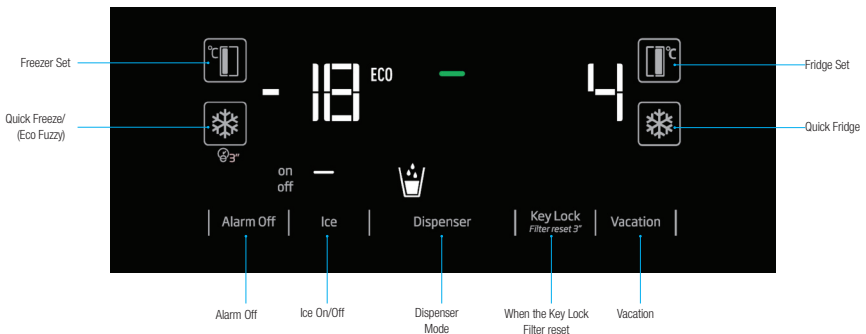 Freezer Set
°C
-18
ECO
4
°C
Fridge Set
Quick Freeze/
(Eco Fuzzy)
3"
Quick Fridge
on
off
Alarm Off
Ice
Dispenser
Key Lock
Filter reset 3"
Vacation
Alarm Off
Ice On/Off
Dispenser
Mode
When the Key Lock
Filter reset
Vacation